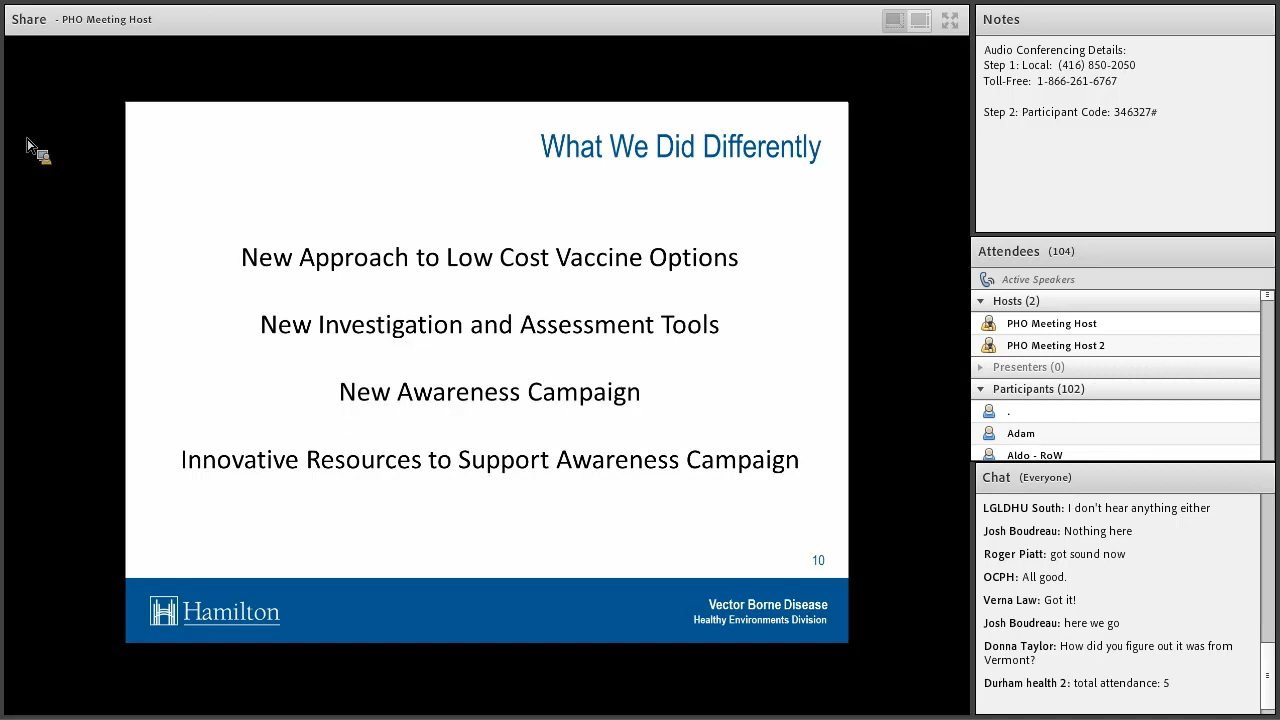 Share - PHO Meeting Host
What We Did Differently
New Approach to Low Cost Vaccine Options
New Investigation and Assessment Tools
New Awareness Campaign
Innovative Resources to Support Awareness Campaign
10
Hamilton
Vector Borne Disease
Healthy Environments Division
Notes
Audio Conferencing Details:
Step 1: Local:  (416) 850-2050
Toll-Free:  1-866-261-6767
Step 2: Participant Code: 346327#
Attendees (104)
Active Speakers
Hosts (2)
PHO Meeting Host
PHO Meeting Host 2
Presenters (0)
Participants (102)
.
Adam
Aldo - RoW
Chat (Everyone)
LGLDHU South: I don't hear anything either
Josh Boudreau: Nothing here
Roger Piatt: got sound now
OCPH: All good.
Verna Law: Got it!
Josh Boudreau: here we go
Donna Taylor: How did you figure out it was from
Vermont?
Durham health 2: total attendance: 5